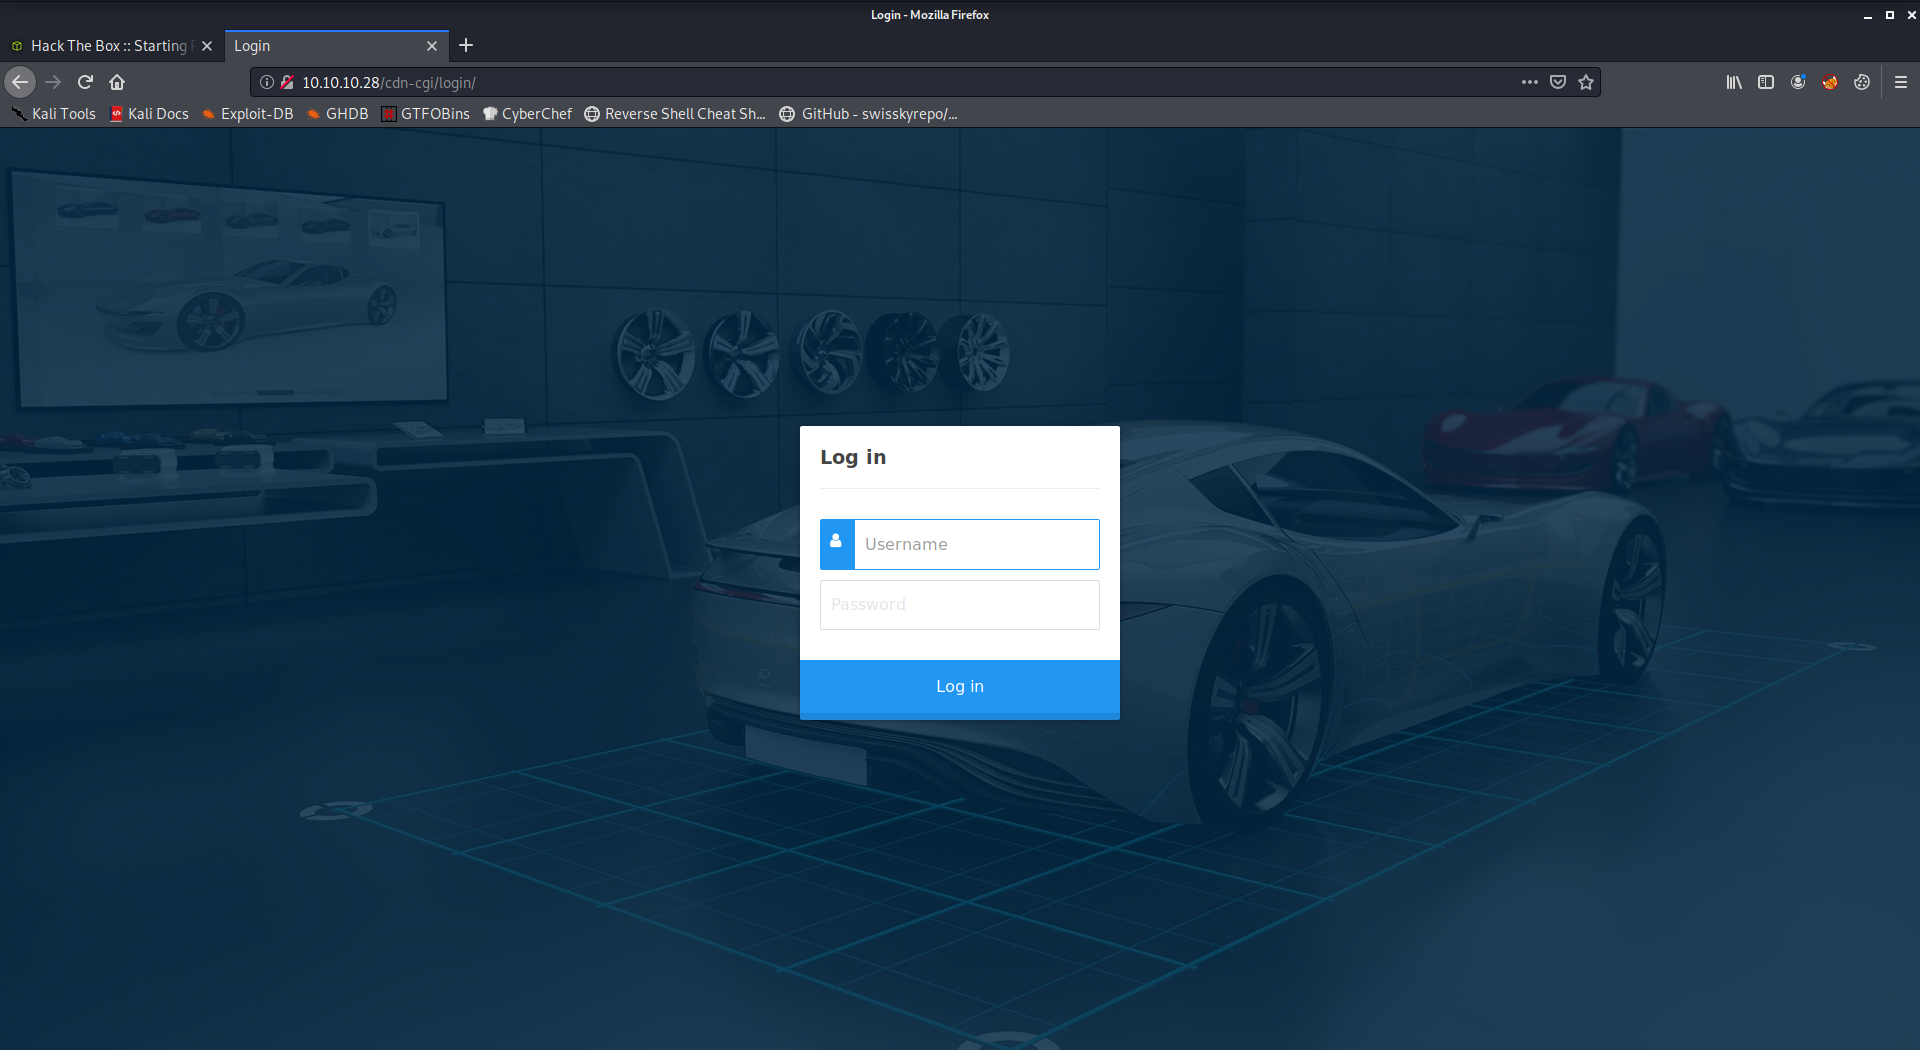 Login - Mozilla Firefox
Hack The Box :: Starting
Login
10.10.10.28/cdn-cgi/login/
Kali Tools
Kali Docs
Exploit-DB
GHDB
GTFOBins
CyberChef
Reverse Shell Cheat Sh...
GitHub - swisskyrepo/...
Log in
Username
Password
Log in